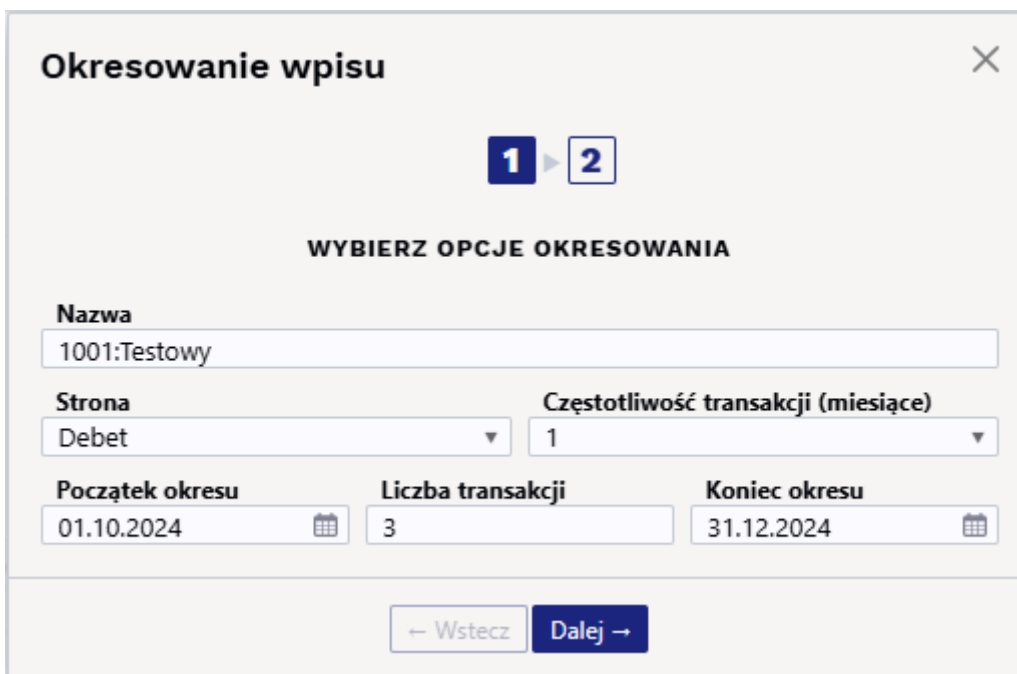 Okresowanie wpisu
1 2
WYBIERZ OPCJE OKRESOWANIA
Nazwa
1001:Testowy
Strona Częstotliwość transakcji (miesiące)
Debet 1
Początek okresu Liczba transakcji Koniec okresu
01.10.2024 3 31.12.2024
← Wstecz Dalej →